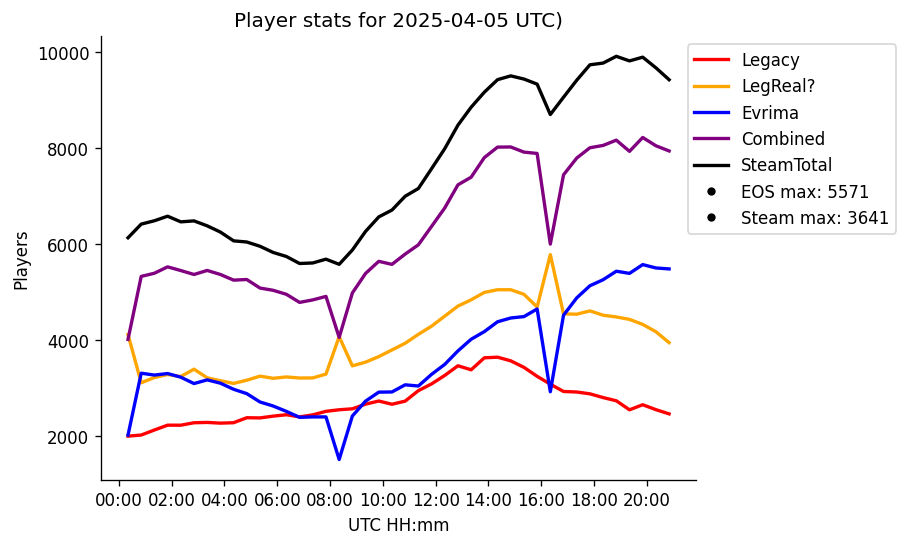 Player stats for 2025-04-05 UTC)
10000
8000
6000
4000
2000
Players
00:00 02:00 04:00 06:00 08:00 10:00 12:00 14:00 16:00 18:00 20:00
UTC HH:mm
Legacy
LegReal?
Evrima
Combined
SteamTotal
EOS max: 5571
Steam max: 3641